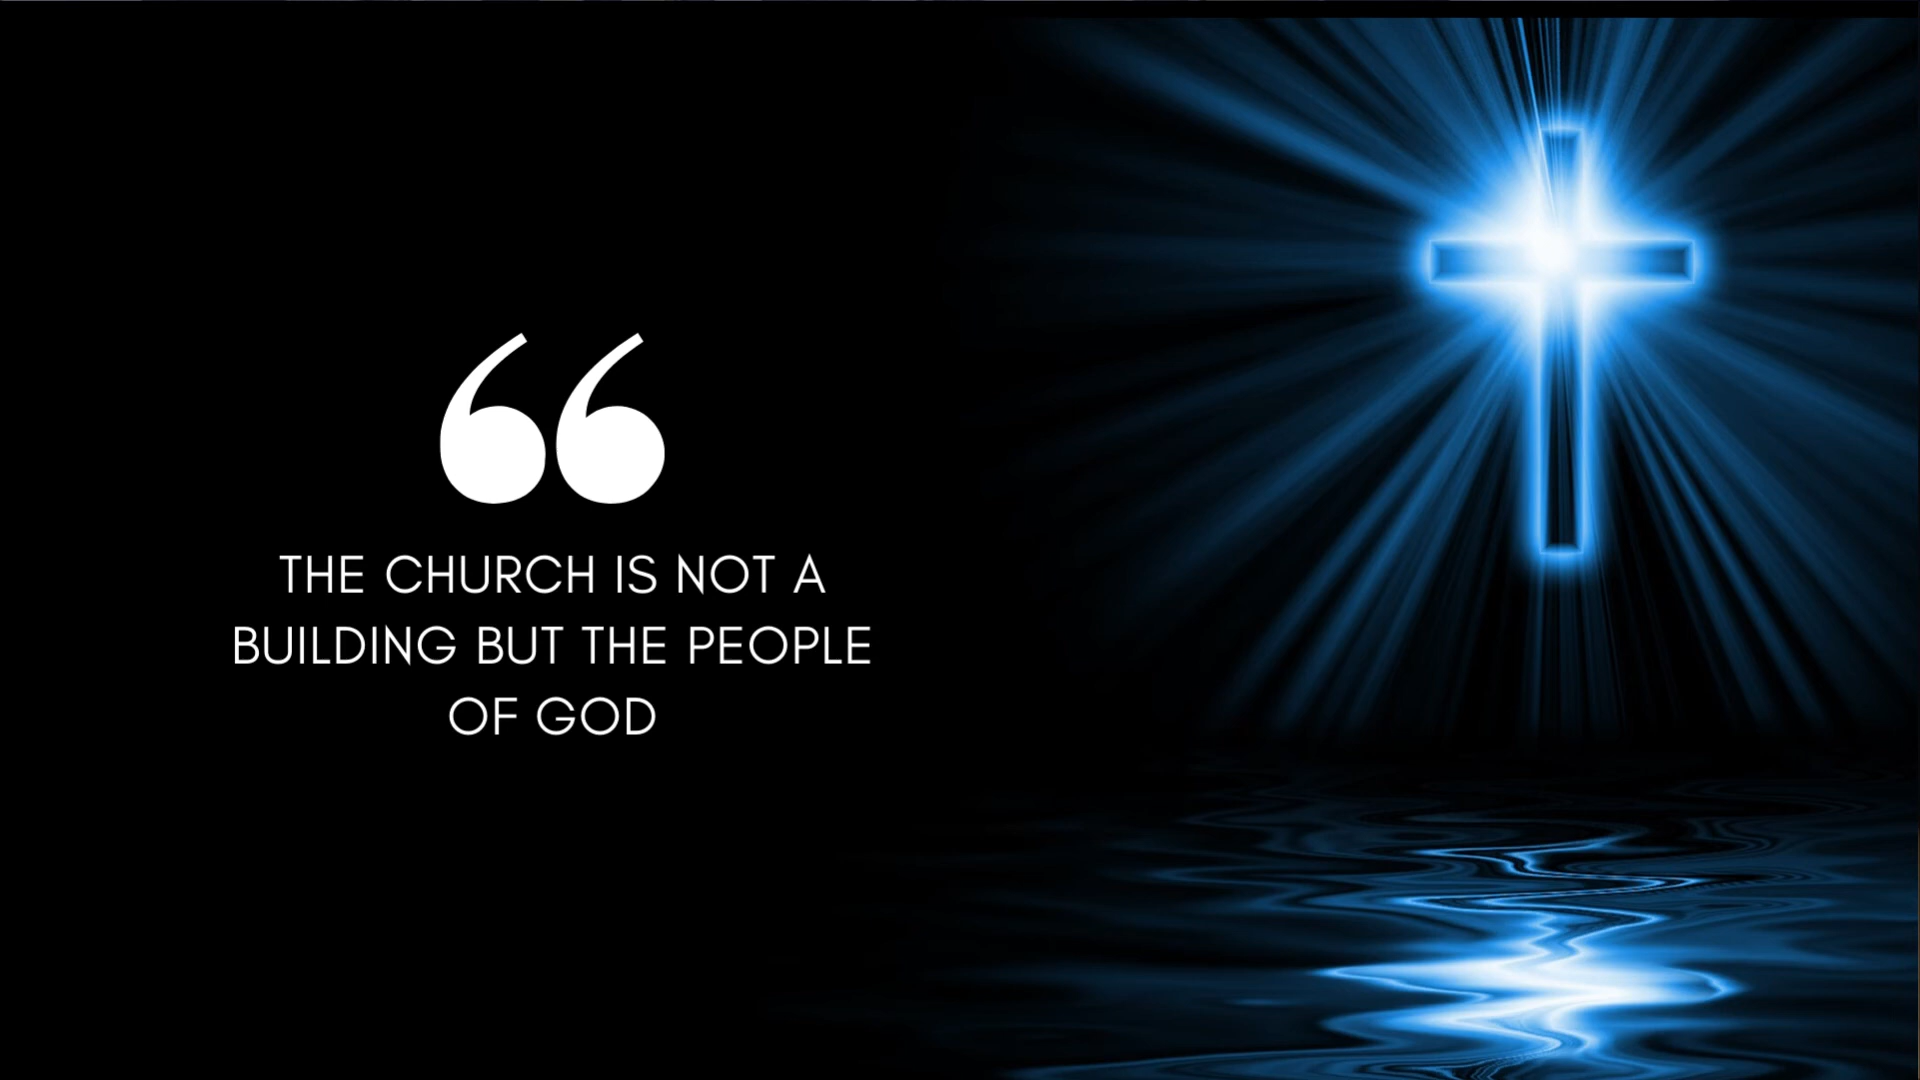 “
THE CHURCH IS NOT A
BUILDING BUT THE PEOPLE
OF GOD